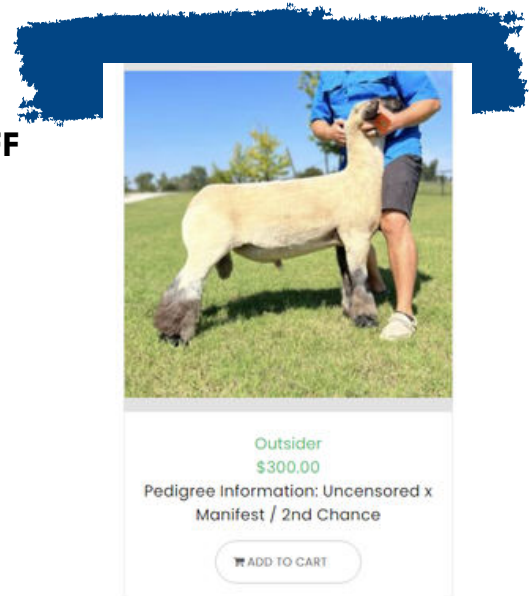 Outsider
$300.00
Pedigree Information: Uncensored x
Manifest / 2nd Chance
ADD TO CART